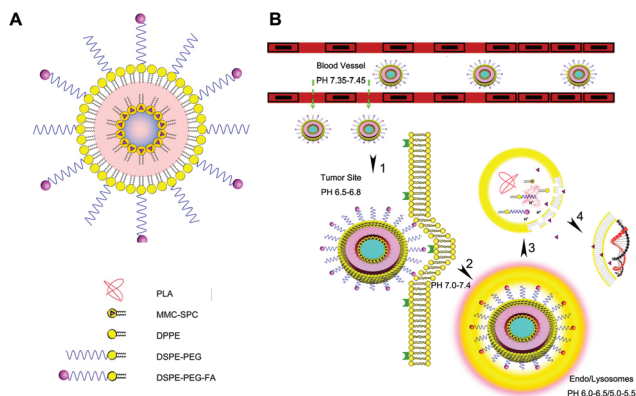 A
B
Blood Vessel
PH 7.35-7.45
1
Tumor Site
PH 6.5-6.8
2
PH 7.0-7.4
3
4
Endo/Lysosomes
PH 6.0-6.5/5.0-5.5
PLA
MMC-SPC
DPPE
DSPE-PEG
DSPE-PEG-FA